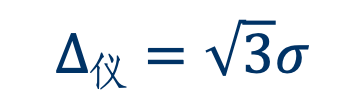 Δ仪 = √3σ